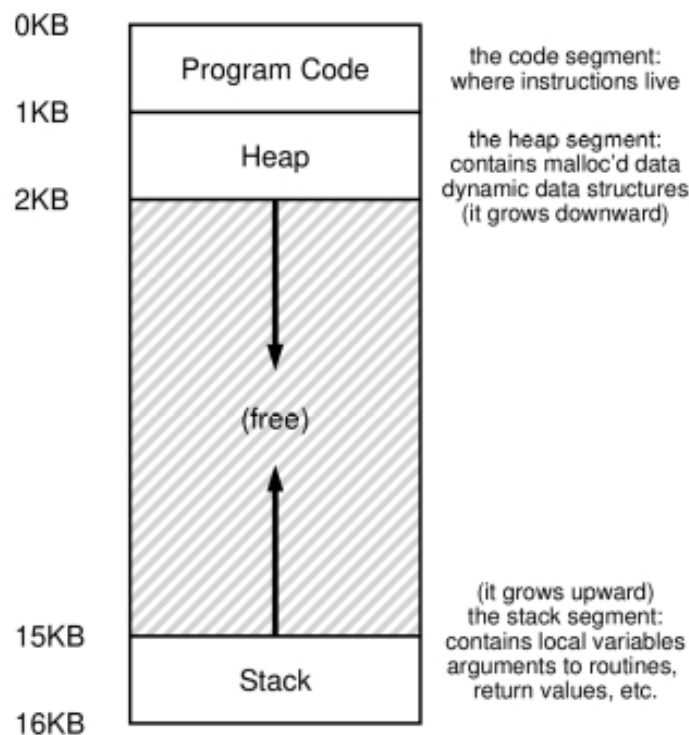 0KB
Program Code
the code segment:
where instructions live
1KB
Heap
the heap segment:
contains malloc'd data
dynamic data structures
(it grows downward)
2KB
(free)
(it grows upward)
the stack segment:
contains local variables
arguments to routines,
return values, etc.
15KB
Stack
16KB